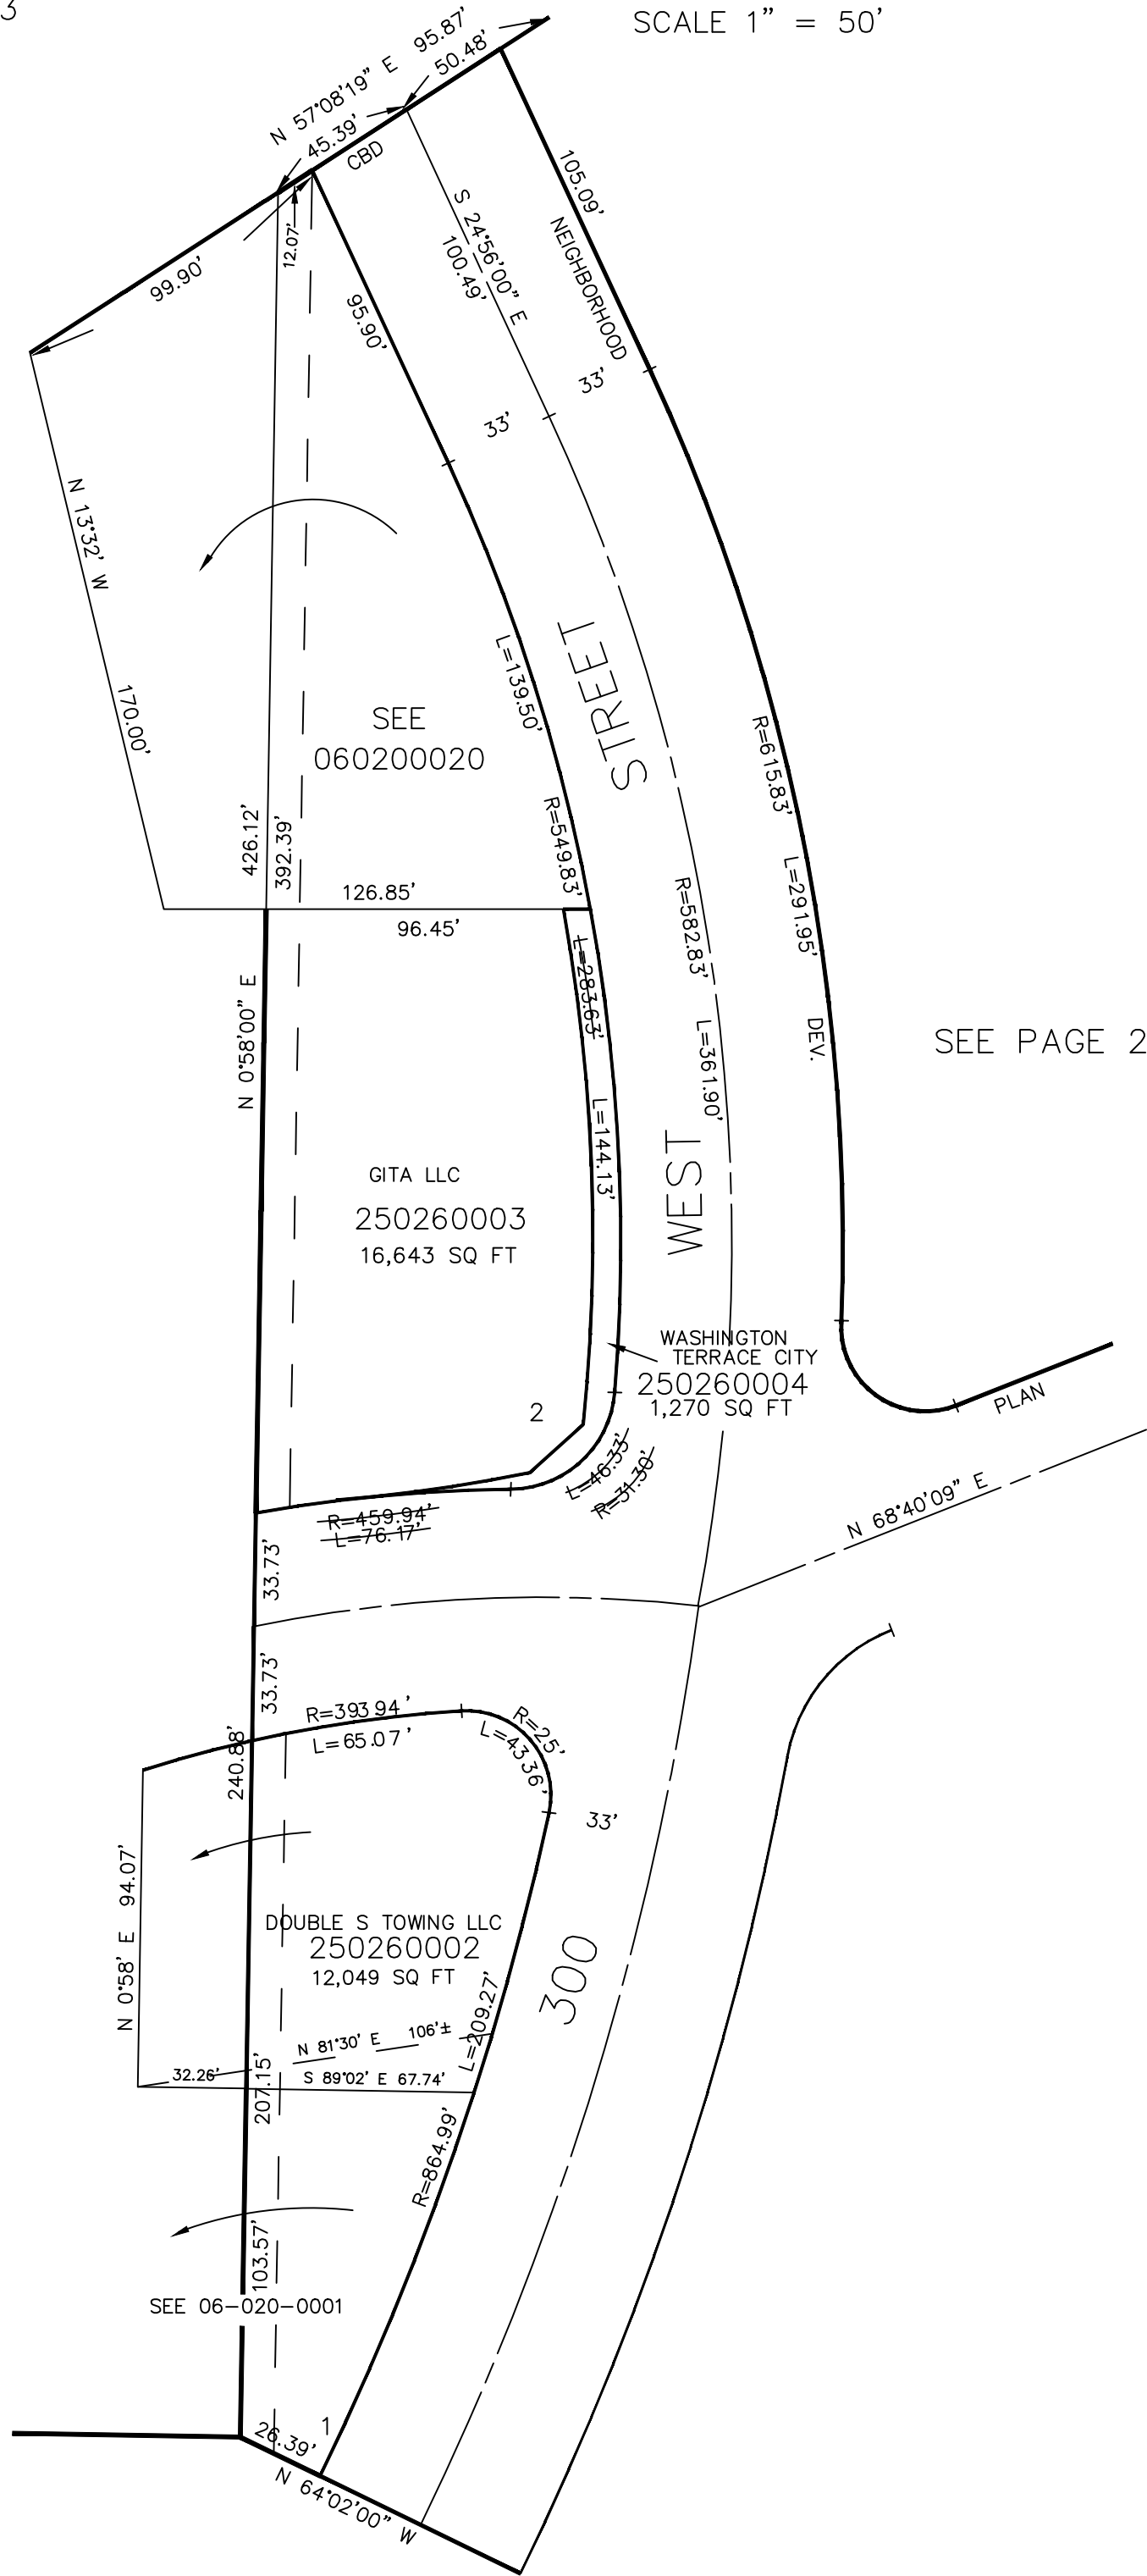 3
SCALE 1" = 50'
N 57°08'19" E 95.87'
50.48'
45.39'
CBD
12.07'
99.90'
105.09'
S 24°56'00" E
100.49'
NEIGHBORHOOD
95.90'
33'
33'
N 13°32' W
170.00'
L=139.50'
STREET
SEE
060200020
R=615.83'
R=549.83'
426.12'
392.39'
126.85'
96.45'
L=291.95'
R=582.83'
L=283.63'
N 0°58'00" E
L=361.90'
DEV.
SEE PAGE 2
L=144.13'
WEST
GITA LLC
250260003
16,643 SQ FT
WASHINGTON
TERRACE CITY
250260004
1,270 SQ FT
PLAN
2
L=46.33'
R=31.30'
R=459.94'
L=76.17'
N 68°40'09" E
33.73'
33.73'
R=393.94'
L=65.07'
R=25'
L=43.36'
240.88'
33'
N 0°58' E 94.07'
DOUBLE S TOWING LLC
250260002
12,049 SQ FT
300
L=209.27'
N 81°30' E 106'±
32.26'
S 89°02' E 67.74'
207.15'
R=864.99'
103.57'
SEE 06-020-0001
1
26.39'
N 64°02'00" W